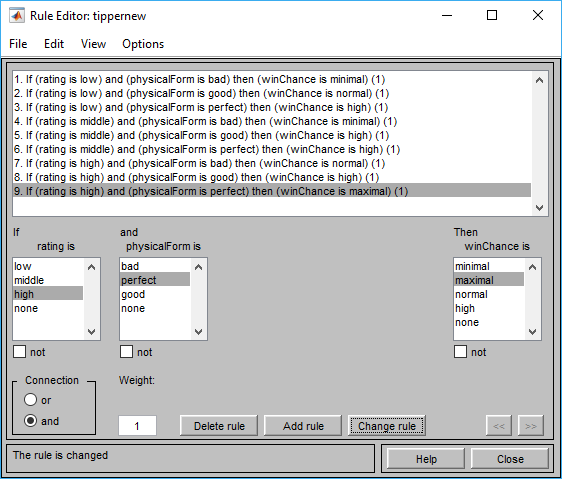 Rule Editor: tippernew
File Edit View Options
1. If (rating is low) and (physicalForm is bad) then (winChance is minimal) (1)
2. If (rating is low) and (physicalForm is good) then (winChance is normal) (1)
3. If (rating is low) and (physicalForm is perfect) then (winChance is high) (1)
4. If (rating is middle) and (physicalForm is bad) then (winChance is minimal) (1)
5. If (rating is middle) and (physicalForm is good) then (winChance is high) (1)
6. If (rating is middle) and (physicalForm is perfect) then (winChance is high) (1)
7. If (rating is high) and (physicalForm is bad) then (winChance is normal) (1)
8. If (rating is high) and (physicalForm is good) then (winChance is high) (1)
9. If (rating is high) and (physicalForm is perfect) then (winChance is maximal) (1)
If
rating is
low
middle
high
none
not
and
physicalForm is
bad
perfect
good
none
not
Then
winChance is
minimal
maximal
normal
high
none
not
Connection
or
and
Weight:
1
Delete rule
Add rule
Change rule
<<
>>
The rule is changed
Help
Close